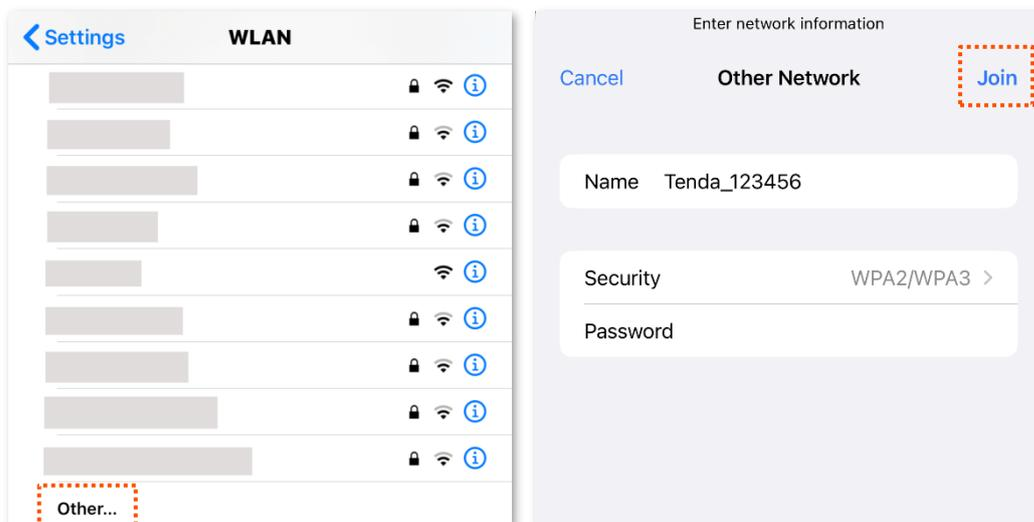 Settings
WLAN
Other...
Enter network information
Cancel
Other Network
Join
Name Tenda_123456
Security WPA2/WPA3
Password